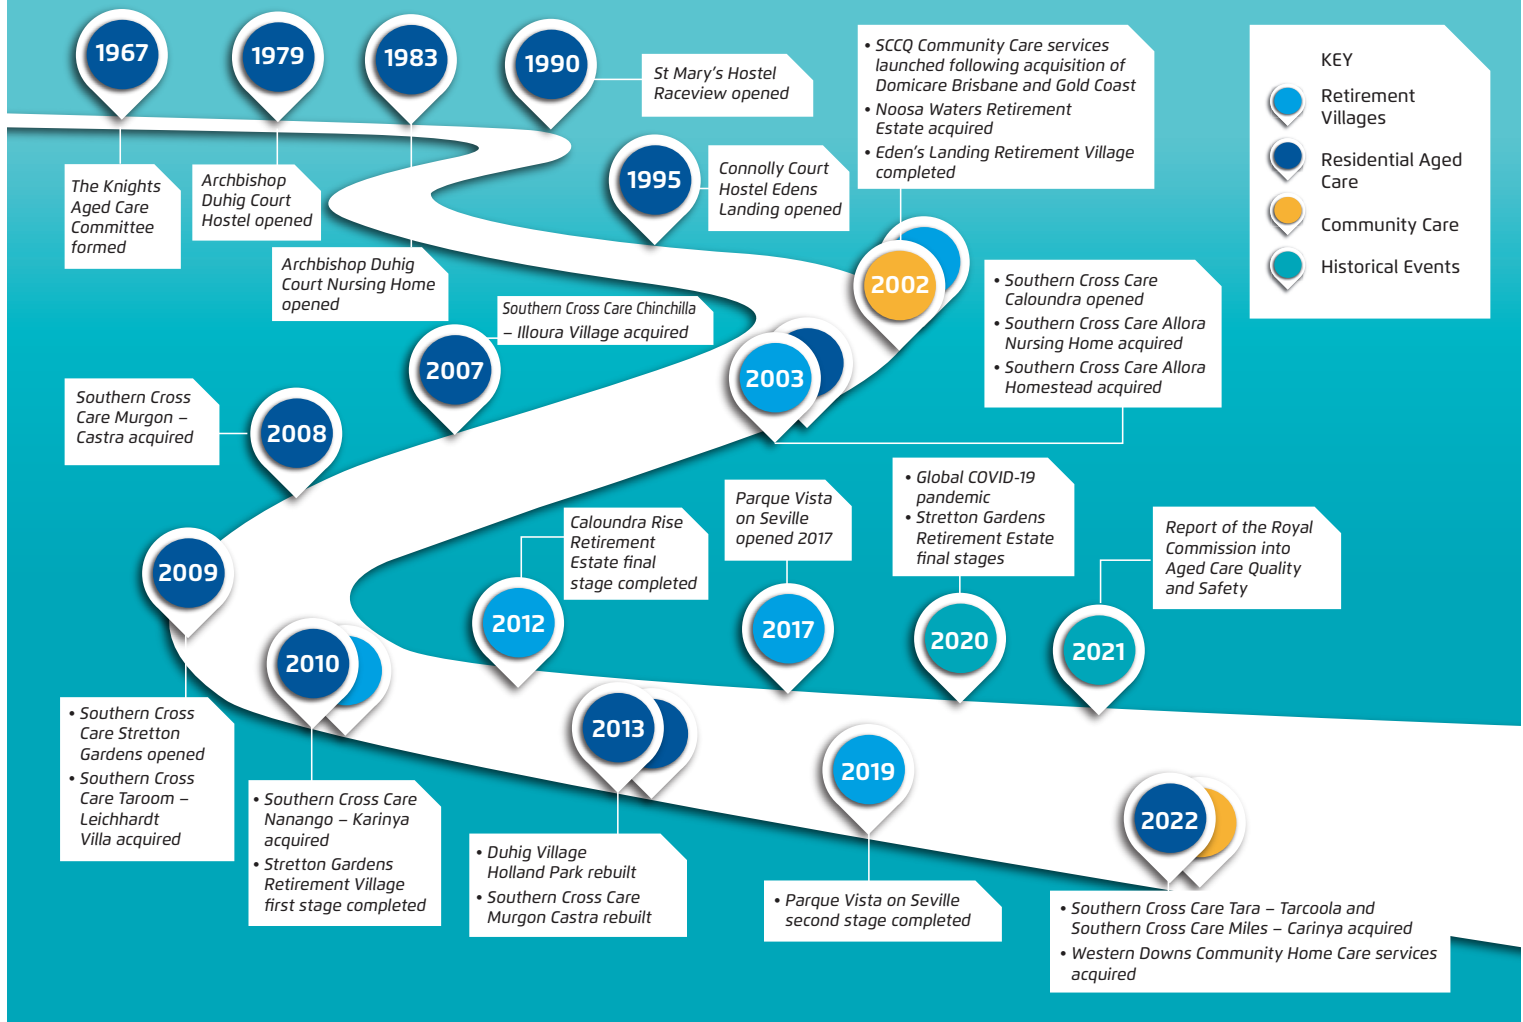 1967
The Knights
Aged Care
Committee
formed
1979
Archbishop
Duhig Court
Hostel opened
1983
Archbishop Duhig
Court Nursing Home
opened
1990
St Mary's Hostel
Raceview opened
1995
Connolly Court
Hostel Edens
Landing opened
• SCCQ Community Care services
launched following acquisition of
Domicare Brisbane and Gold Coast
• Noosa Waters Retirement
Estate acquired
• Eden's Landing Retirement Village
completed
2002
KEY
Retirement
Villages
Residential Aged
Care
Community Care
Historical Events
2003
• Southern Cross Care
Caloundra opened
• Southern Cross Care Allora
Nursing Home acquired
• Southern Cross Care Allora
Homestead acquired
Southern Cross Care Chinchilla
– Illoura Village acquired
2007
Southern Cross
Care Murgon –
Castra acquired
2008
2009
• Southern Cross
Care Stretton
Gardens opened
• Southern Cross
Care Taroom –
Leichhardt
Villa acquired
2010
• Southern Cross Care
Nanango – Karinya
acquired
• Stretton Gardens
Retirement Village
first stage completed
Caloundra Rise
Retirement
Estate final
stage completed
2012
2013
• Duhig Village
Holland Park rebuilt
• Southern Cross Care
Murgon Castra rebuilt
Parque Vista
on Seville
opened 2017
2017
2019
• Parque Vista on Seville
second stage completed
• Global COVID-19
pandemic
• Stretton Gardens
Retirement Estate
final stages
2020
Report of the Royal
Commission into
Aged Care Quality
and Safety
2021
2022
• Southern Cross Care Tara – Tarcoola and
Southern Cross Care Miles – Carinya acquired
• Western Downs Community Home Care services
acquired